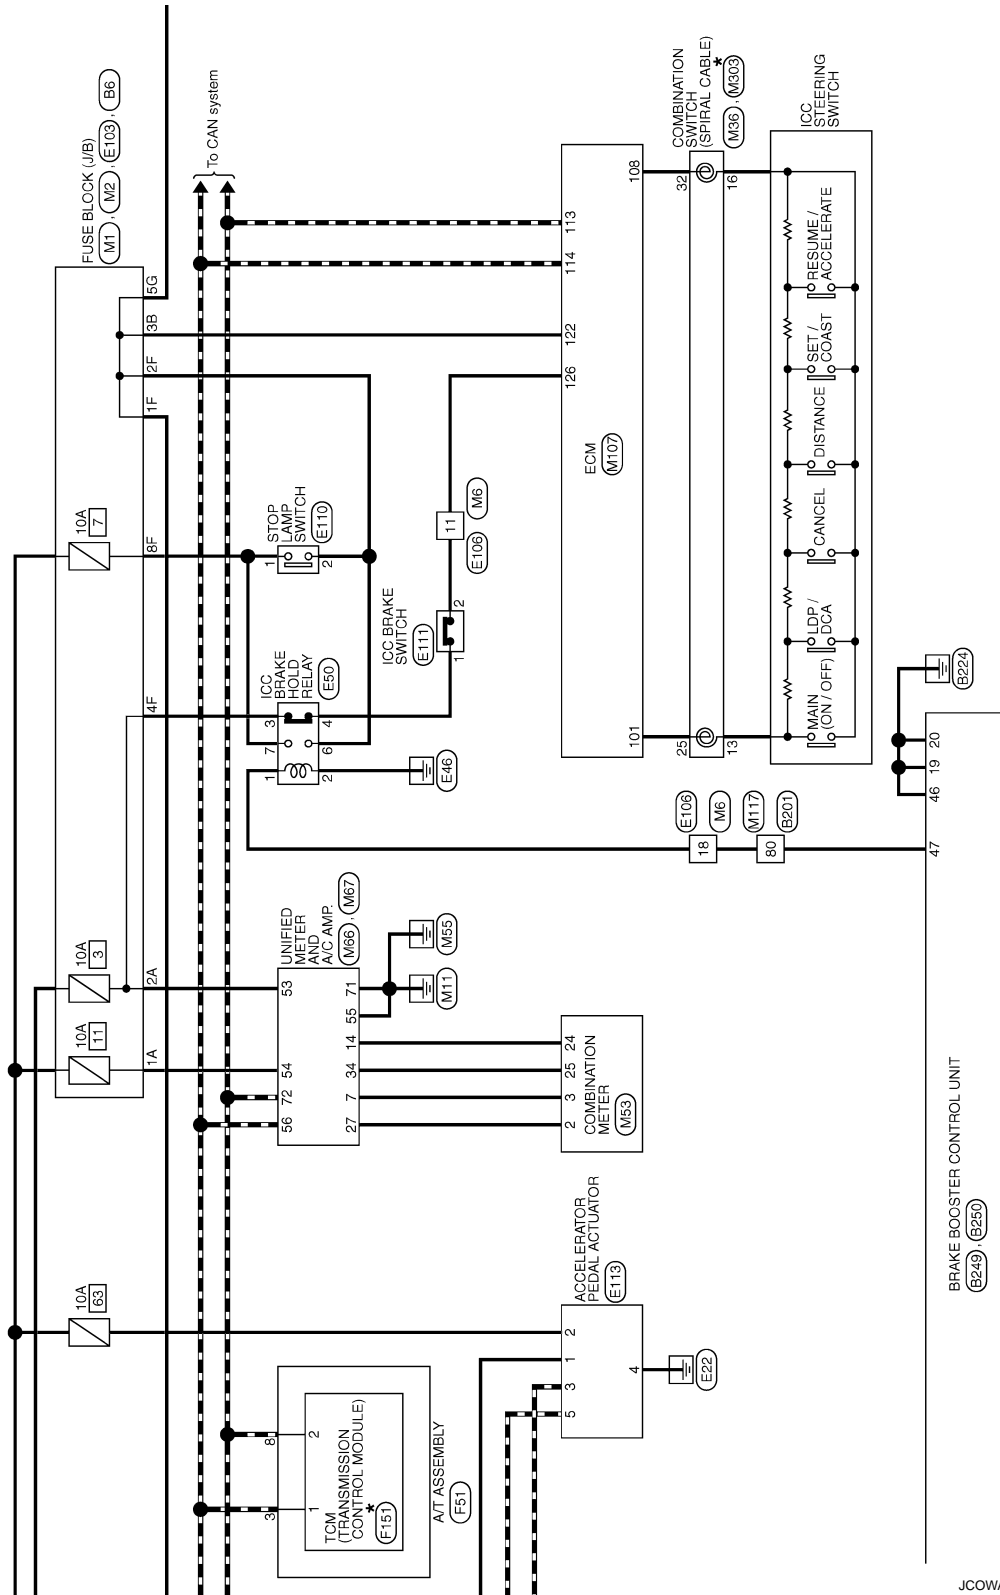 FUSE BLOCK (J/B)
M1 , M2 , E103 , B6
To CAN system
5G
3B
2F
1F
8F
4F
2A
1A
10A
7
10A
3
10A
11
10A
63
STOP
LAMP
SWITCH
E110
1
2
ICC
BRAKE
HOLD
RELAY
E50
3
4
7
6
1
2
E46
ICC BRAKE
SWITCH
E111
1
2
11
M6
E106
ECM
M107
113
114
122
126
108
101
COMBINATION
SWITCH
(SPIRAL CABLE)
M36 , M303
*
32
16
25
13
ICC
STEERING
SWITCH
RESUME /
ACCELERATE
SET /
COAST
DISTANCE
CANCEL
LDP /
DCA
MAIN
(ON / OFF)
E106
M6
M117
B201
18
80
B224
20
19
46
47
BRAKE BOOSTER CONTROL UNIT
B249 , B250
UNIFIED
METER
AND
A/C AMP.
M66 , M67
53
54
72
56
71
55
14
34
7
27
M55
M11
COMBINATION
METER
M53
24
25
3
2
ACCELERATOR
PEDAL ACTUATOR
E113
2
1
3
5
4
E22
TCM
(TRANSMISSION
CONTROL MODULE)
F151
*
8
2
3
1
A/T ASSEMBLY
F51